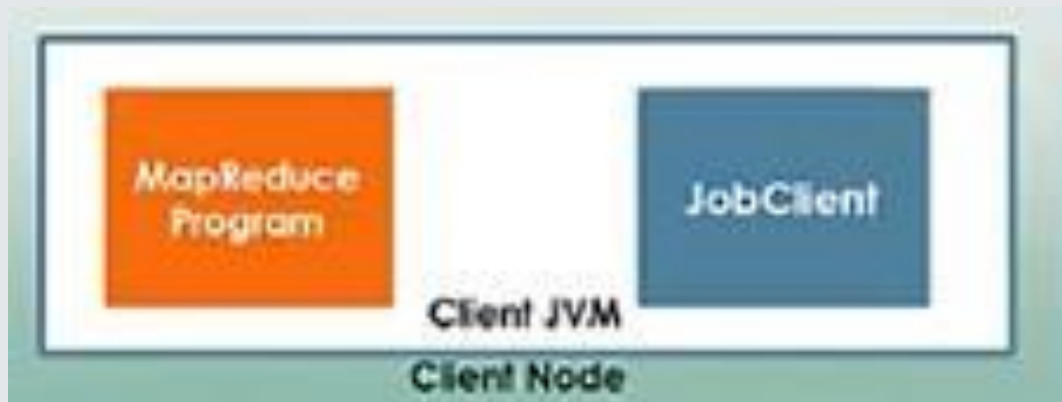 MapReduce
Program
JobClient
Client JVM
Client Node